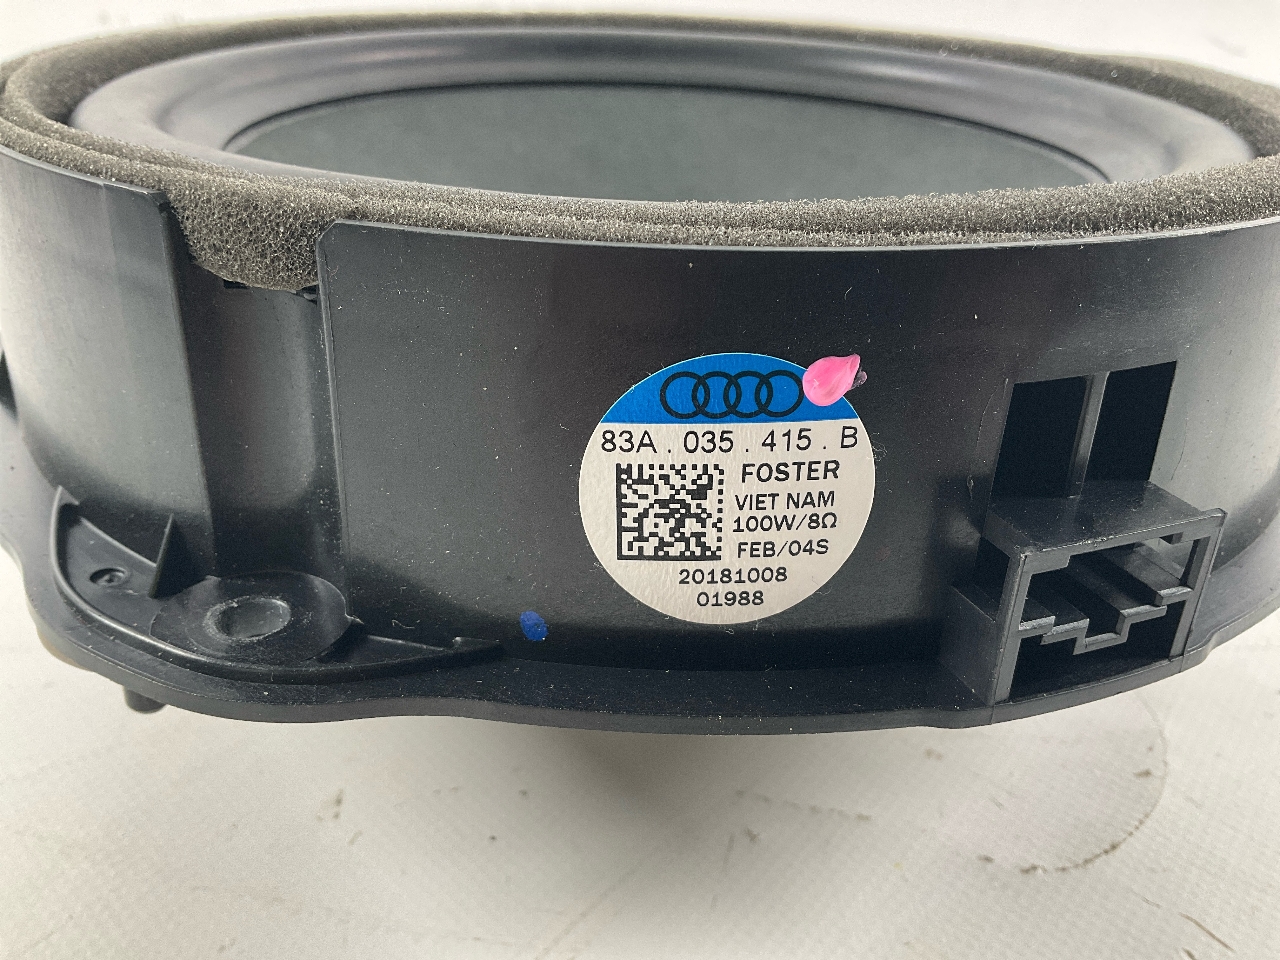 83A . 035 . 415 . B
FOSTER
VIET NAM
100W/8Ω
FEB/04S
20181008
01988